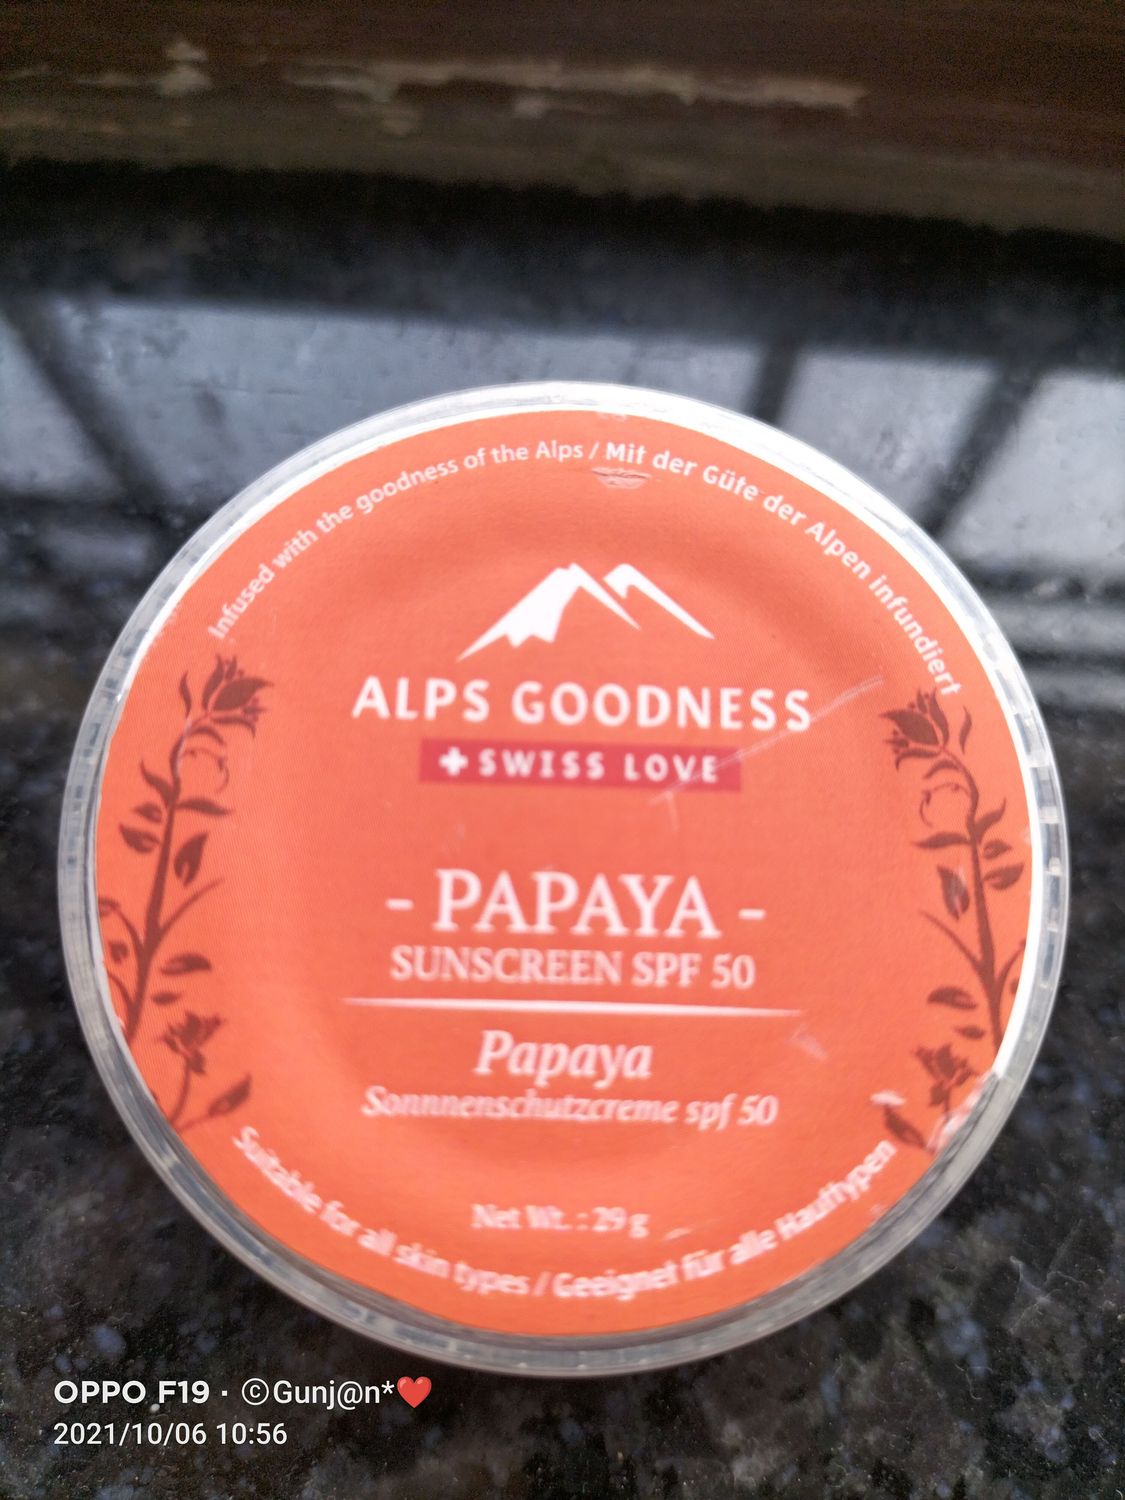 Infused with the goodness of the Alps / Mit der Güte der Alpen infundiert
ALPS GOODNESS
SWISS LOVE
- PAPAYA -
SUNSCREEN SPF 50
Papaya
Sonnnenschutzcreme spf 50
Net Wt. : 29 g
Suitable for all skin types / Geeignet für alle Hauttypen
OPPO F19 · ©Gunj@n*❤️
2021/10/06 10:56